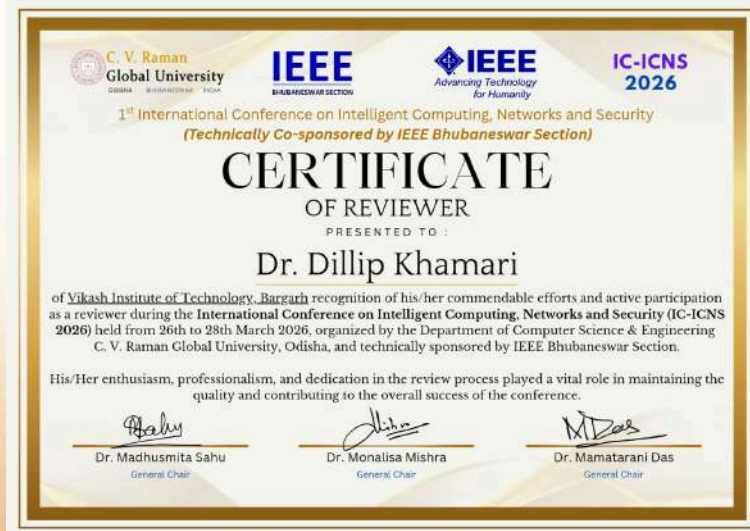 C. V. Raman
Global University
ODISHA BHUBANESWAR INDIA
IEEE
BHUBANESWAR SECTION
IEEE
Advancing Technology
for Humanity
IC-ICNS
2026
1st International Conference on Intelligent Computing, Networks and Security
(Technically Co-sponsored by IEEE Bhubaneswar Section)
CERTIFICATE
OF REVIEWER
PRESENTED TO :
Dr. Dillip Khamari
of Vikash Institute of Technology, Bargarh recognition of his/her commendable efforts and active participation
as a reviewer during the International Conference on Intelligent Computing, Networks and Security (IC-ICNS
2026) held from 26th to 28th March 2026, organized by the Department of Computer Science & Engineering
C. V. Raman Global University, Odisha, and technically sponsored by IEEE Bhubaneswar Section.
His/Her enthusiasm, professionalism, and dedication in the review process played a vital role in maintaining the
quality and contributing to the overall success of the conference.
MDas
Dr. Madhusmita Sahu
General Chair
Dr. Monalisa Mishra
General Chair
Dr. Mamatarani Das
General Chair